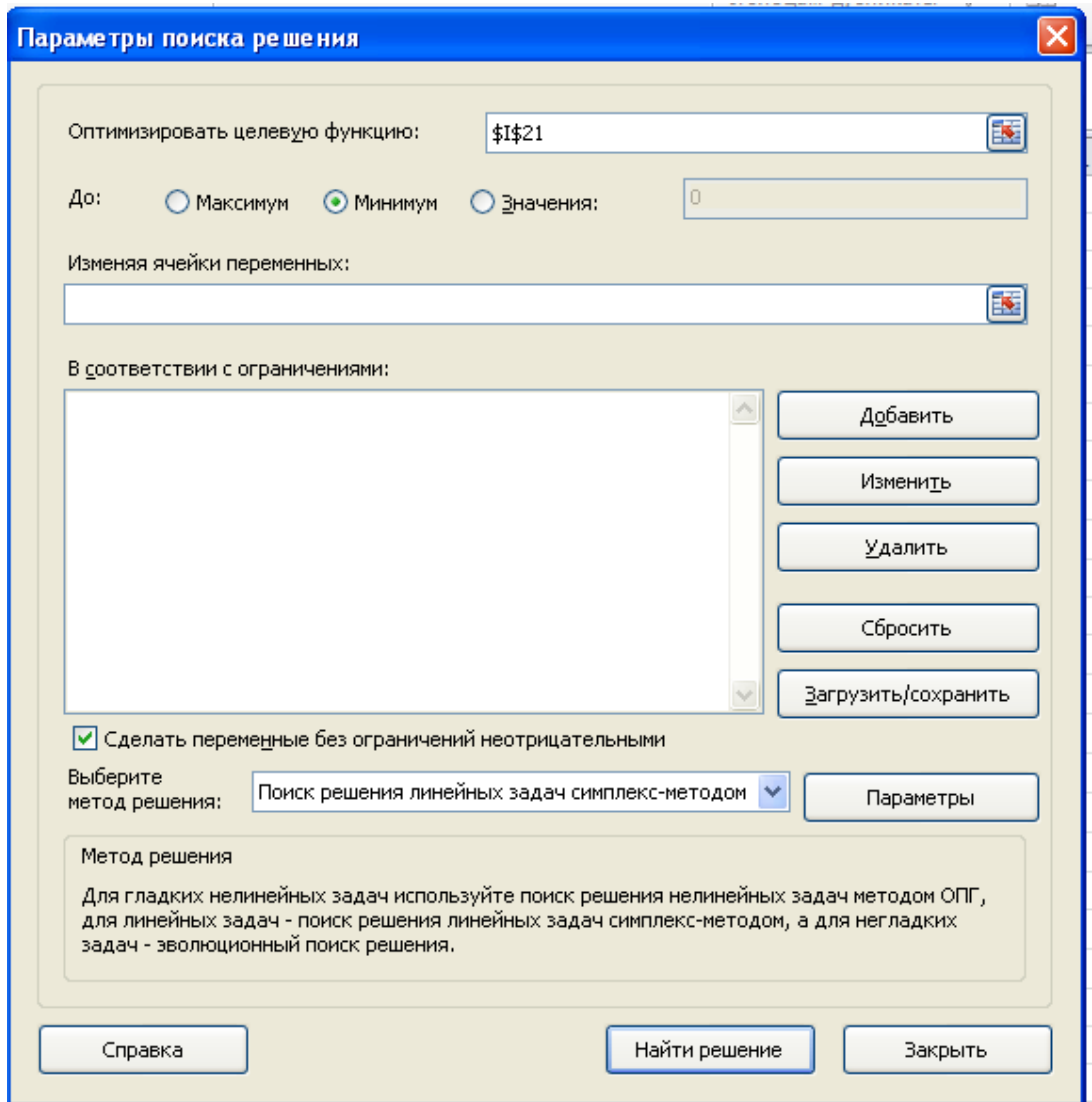 Параметры поиска решения
Оптимизировать целевую функцию:
$I$21
До:
Максимум
Минимум
Значения:
0
Изменяя ячейки переменных:
В соответствии с ограничениями:
Добавить
Изменить
Удалить
Сбросить
Загрузить/сохранить
Сделать переменные без ограничений неотрицательными
Выберите
метод решения:
Поиск решения линейных задач симплекс-методом
Параметры
Метод решения
Для гладких нелинейных задач используйте поиск решения нелинейных задач методом ОПГ,
для линейных задач - поиск решения линейных задач симплекс-методом, а для негладких
задач - эволюционный поиск решения.
Справка
Найти решение
Закрыть